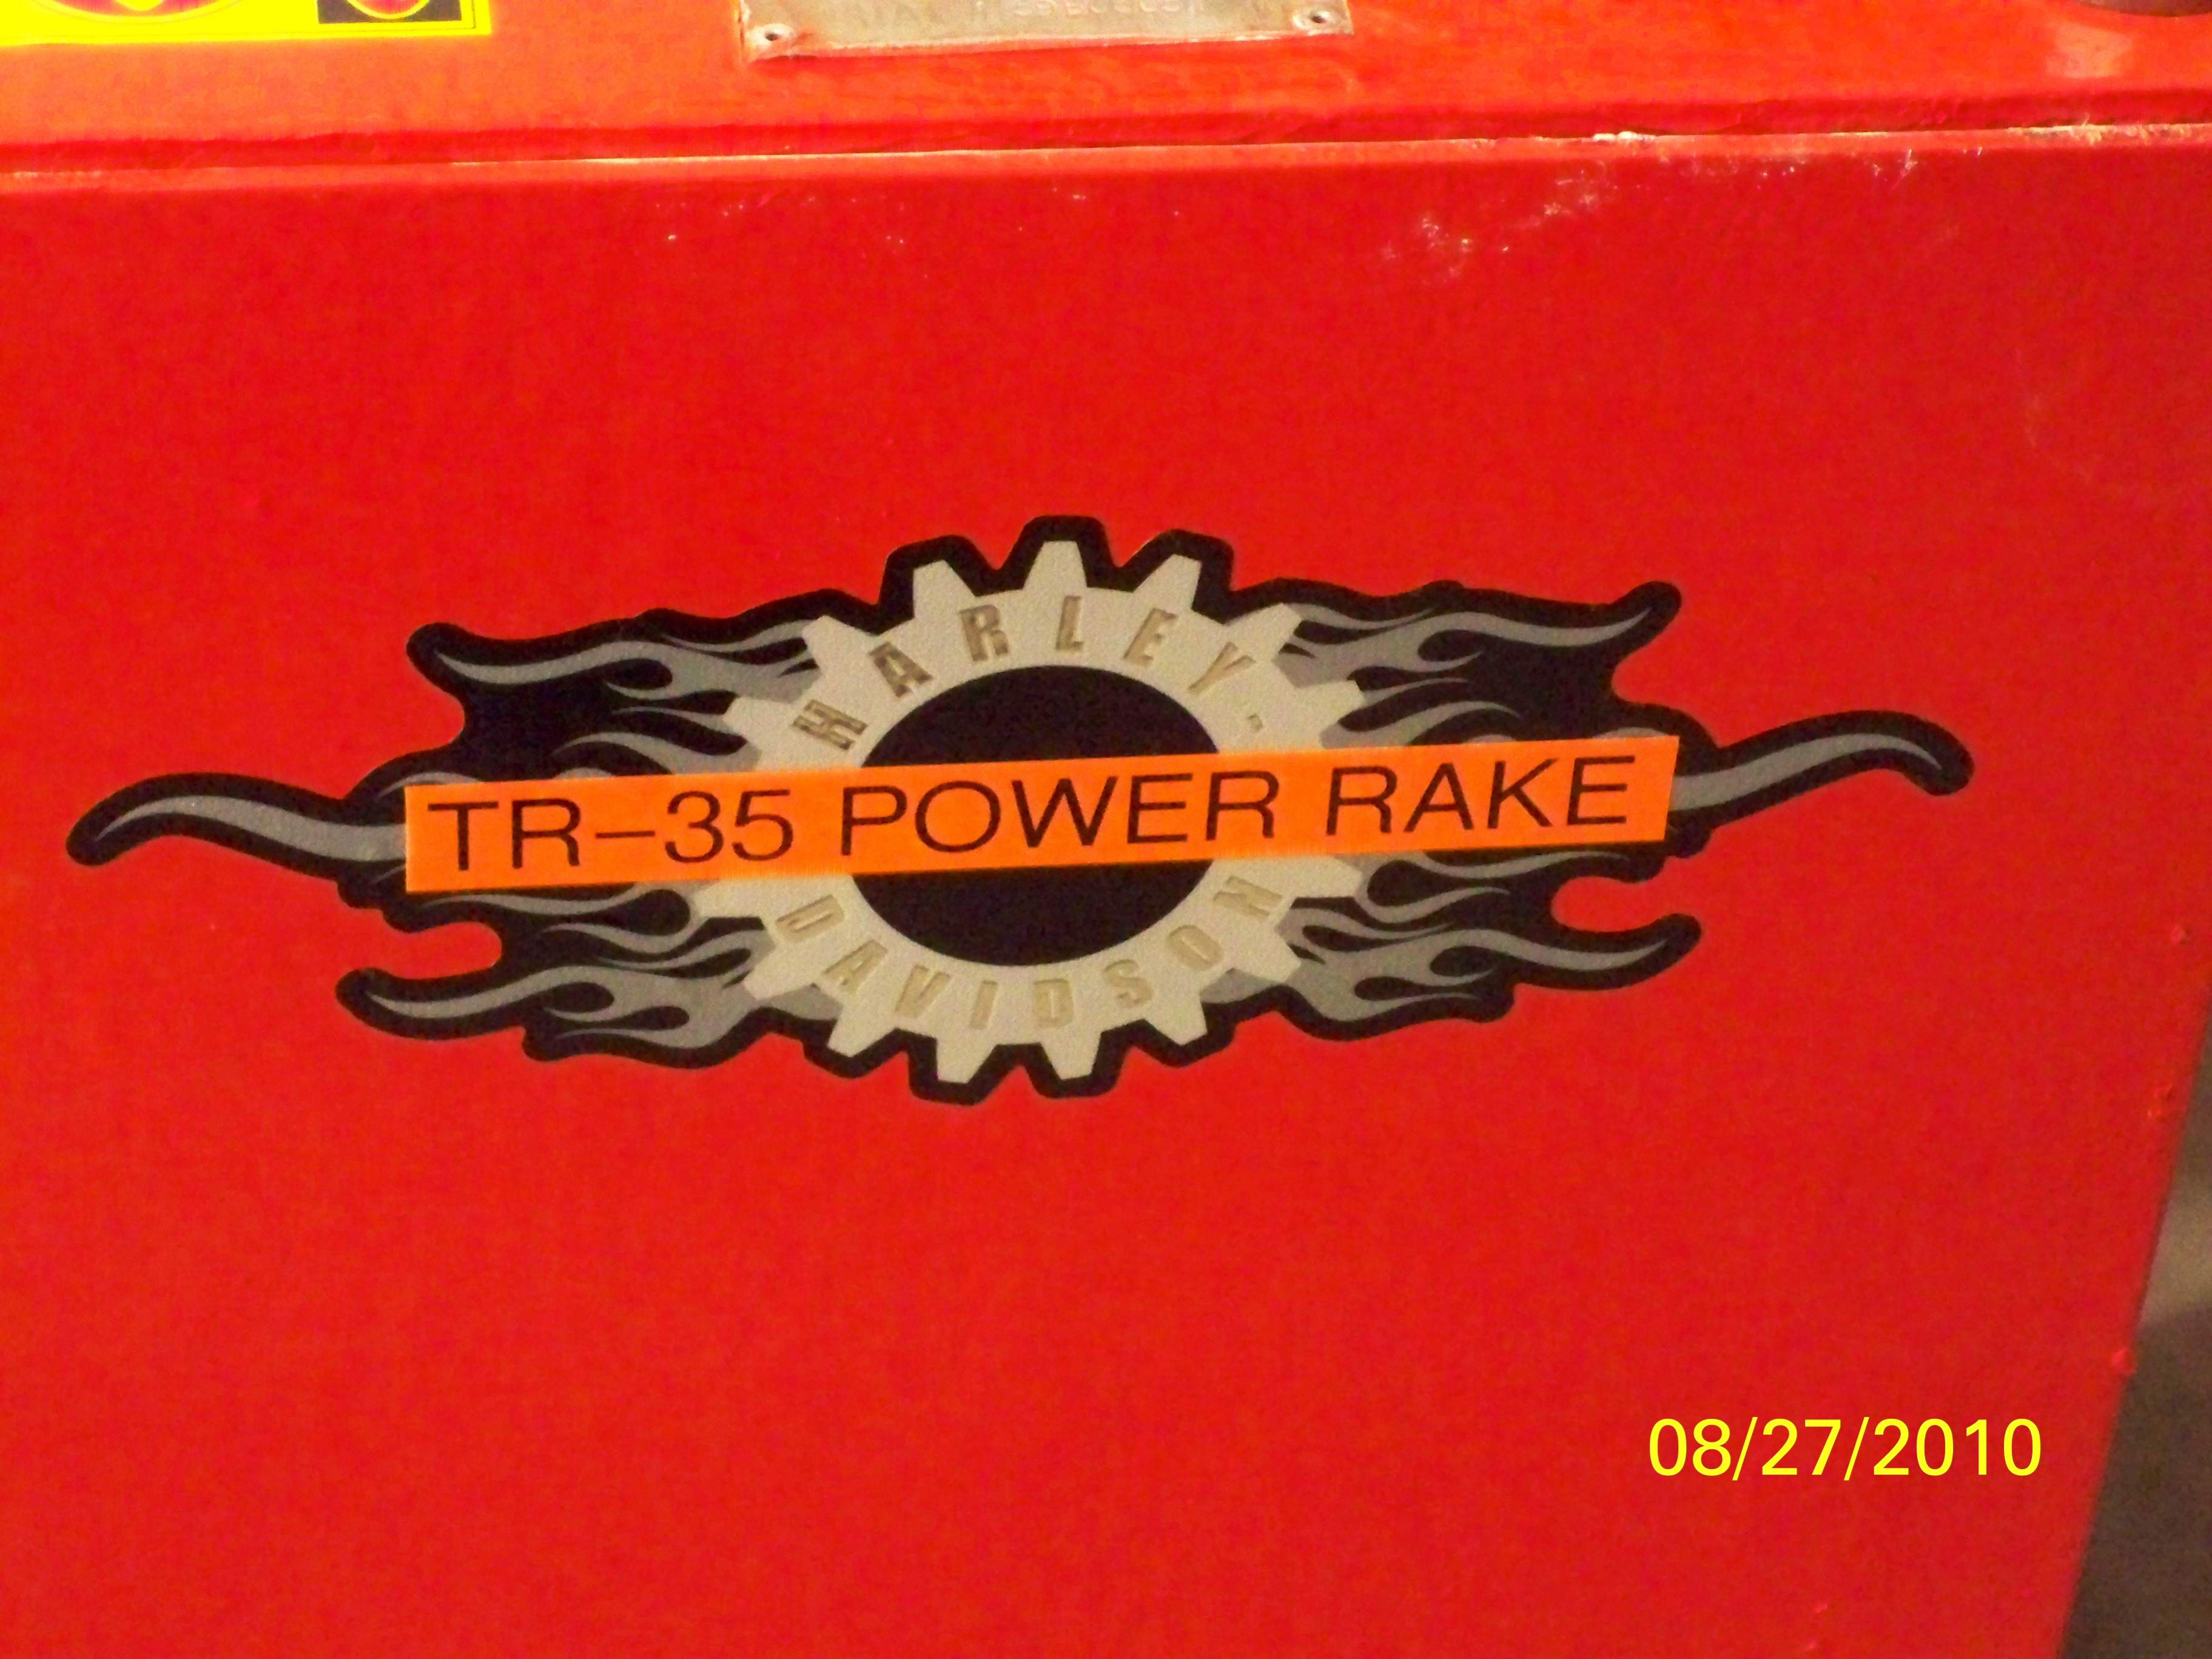 HARLEY-
TR-35 POWER RAKE
DAVIDSON
08/27/2010